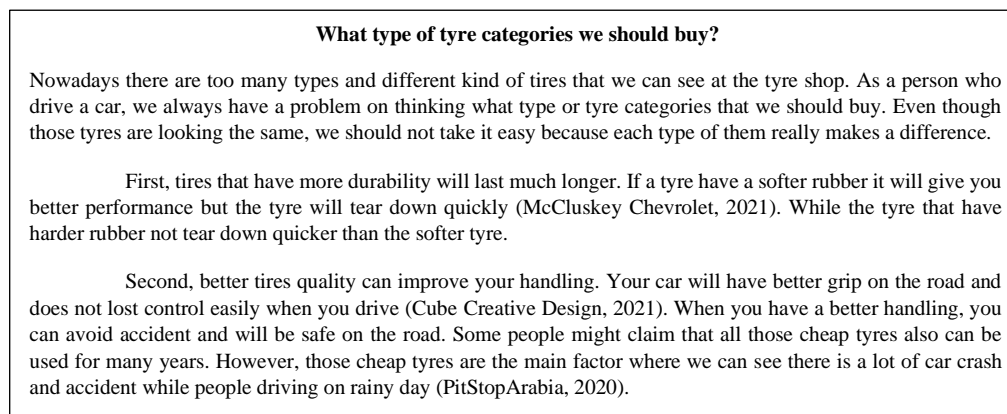 What type of tyre categories we should buy?
Nowadays there are too many types and different kind of tires that we can see at the tyre shop. As a person who
drive a car, we always have a problem on thinking what type or tyre categories that we should buy. Even though
those tyres are looking the same, we should not take it easy because each type of them really makes a difference.
First, tires that have more durability will last much longer. If a tyre have a softer rubber it will give you
better performance but the tyre will tear down quickly (McCluskey Chevrolet, 2021). While the tyre that have
harder rubber not tear down quicker than the softer tyre.
Second, better tires quality can improve your handling. Your car will have better grip on the road and
does not lost control easily when you drive (Cube Creative Design, 2021). When you have a better handling, you
can avoid accident and will be safe on the road. Some people might claim that all those cheap tyres also can be
used for many years. However, those cheap tyres are the main factor where we can see there is a lot of car crash
and accident while people driving on rainy day (PitStopArabia, 2020).